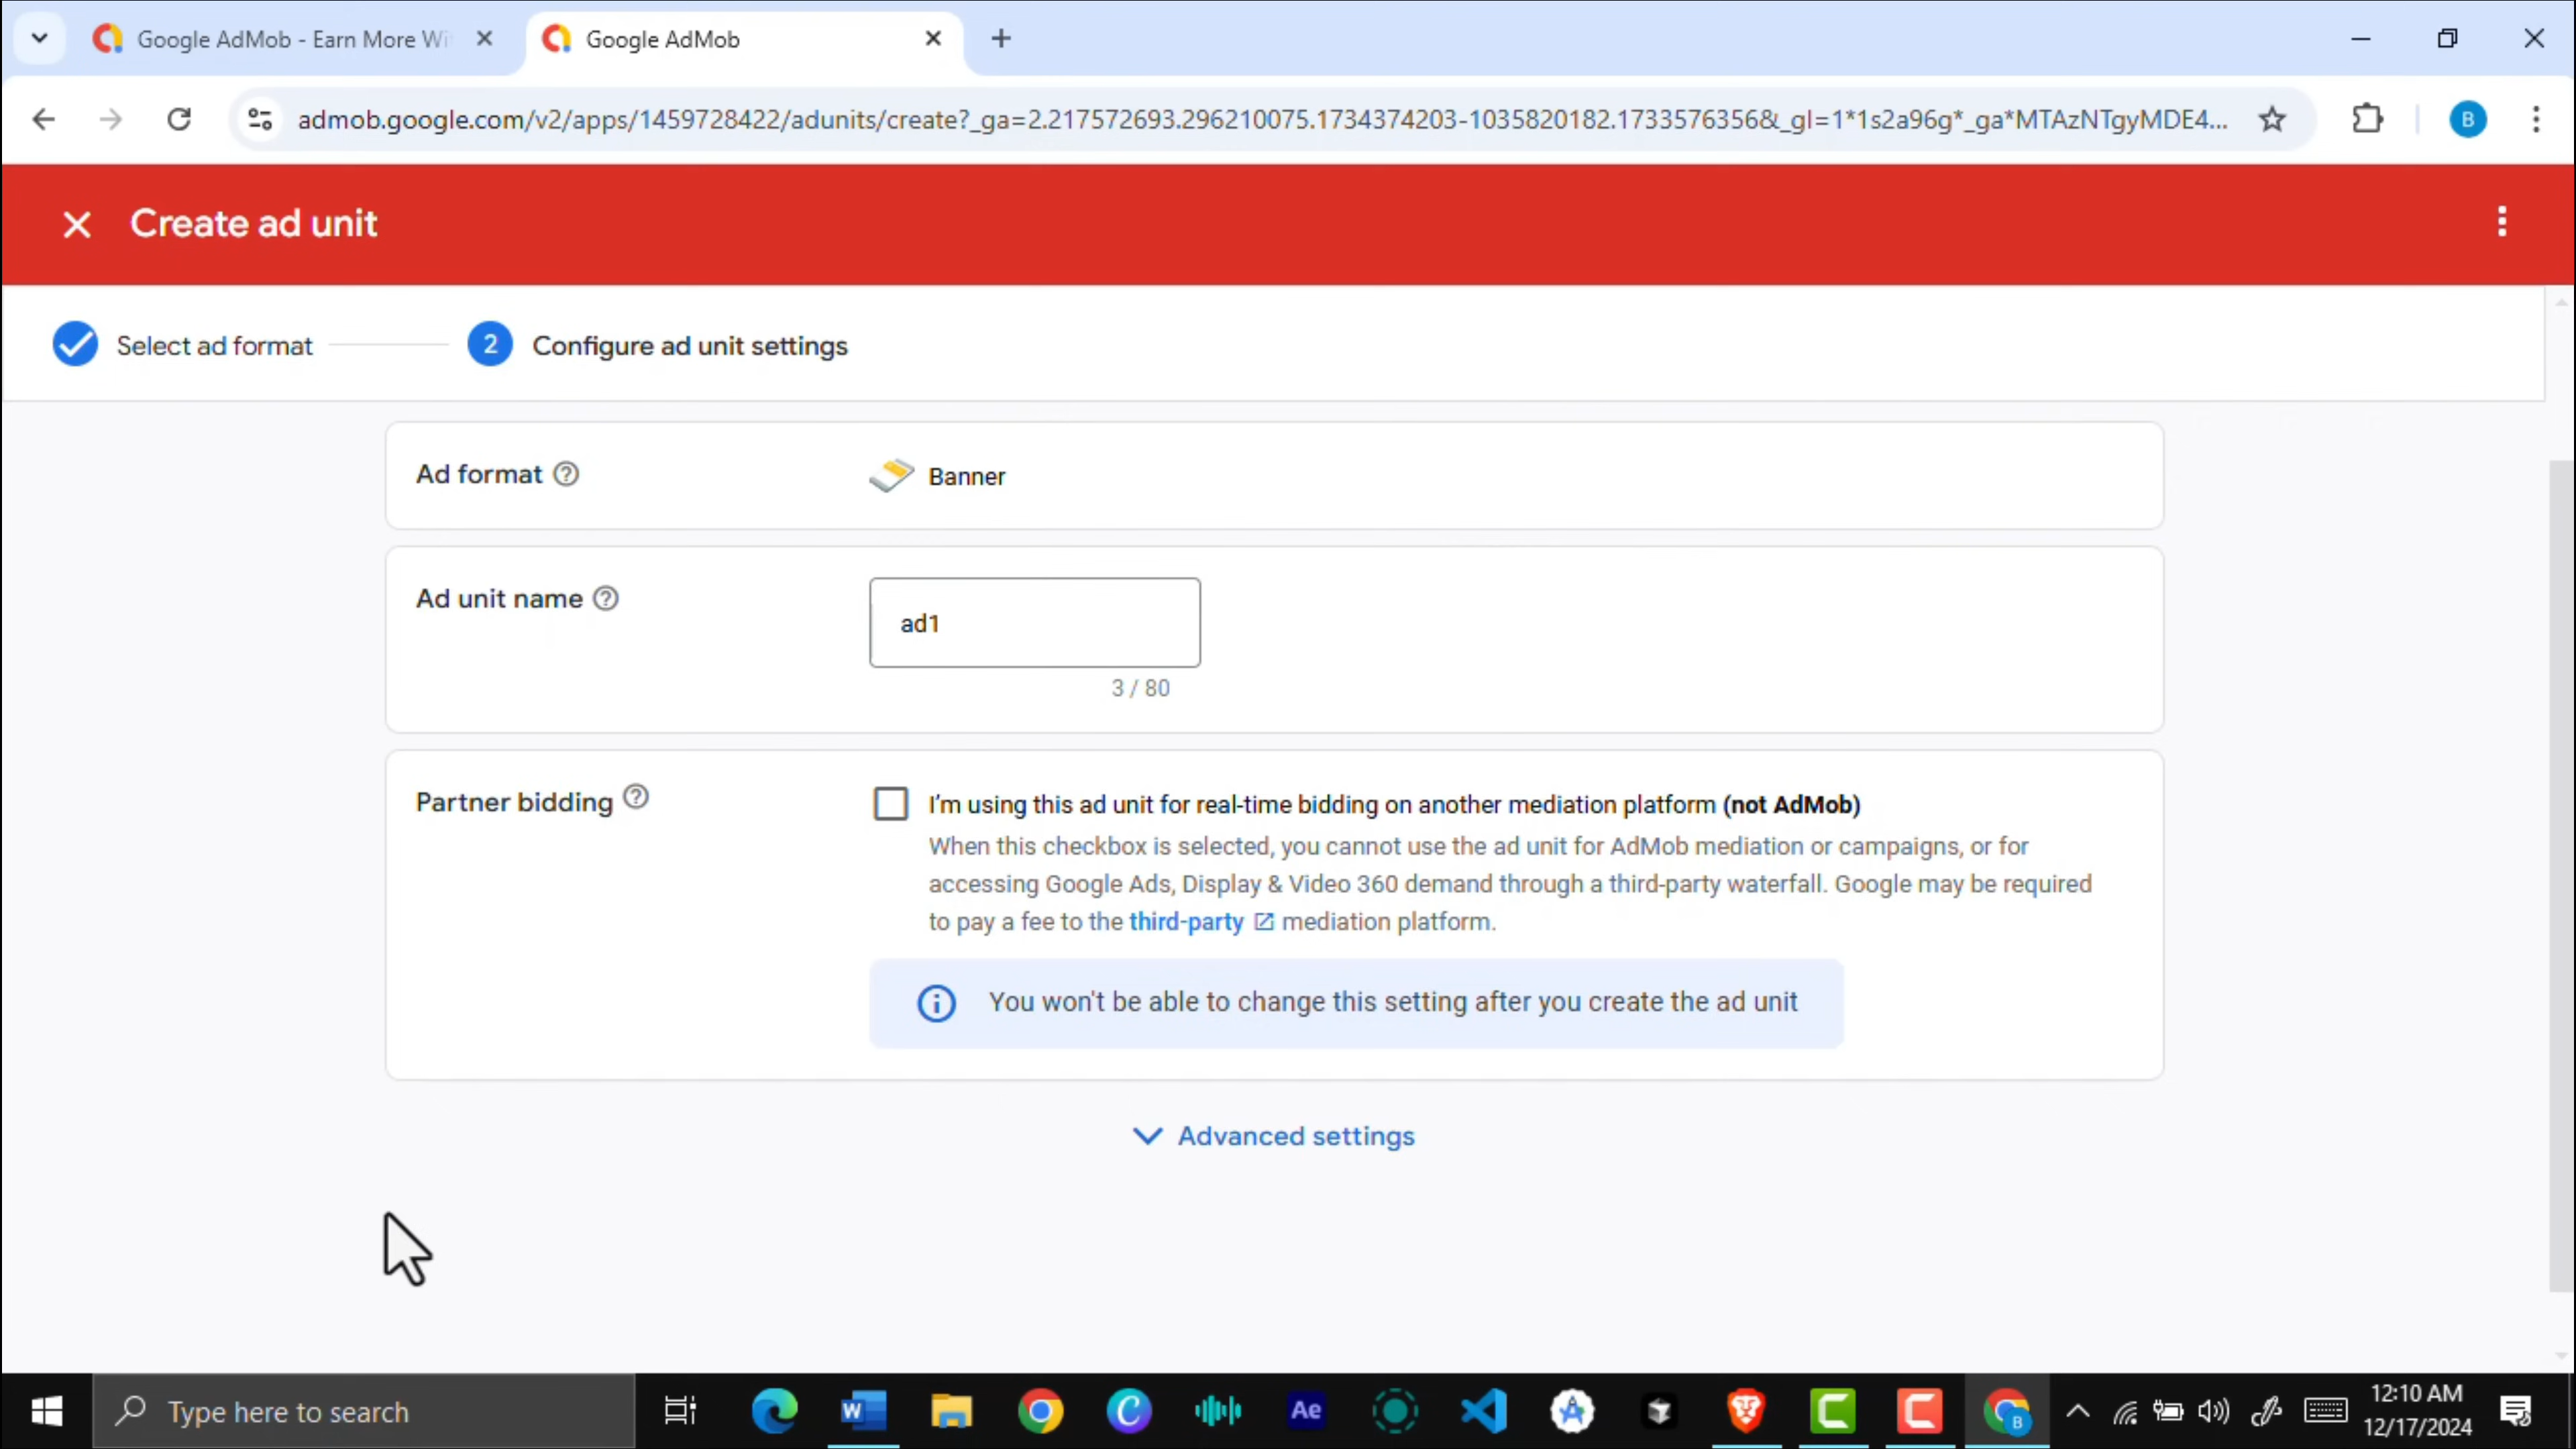 Google AdMob - Earn More Wi
Google AdMob
admob.google.com/v2/apps/1459728422/adunits/create?_ga=2.217572693.296210075.1734374203-1035820182.1733576356&_gl=1*1s2a96g*_ga*MTAzNTgyMDE4...
B
Create ad unit
Select ad format
2 Configure ad unit settings
Ad format
Banner
Ad unit name
ad1
3 / 80
Partner bidding
I'm using this ad unit for real-time bidding on another mediation platform (not AdMob)
When this checkbox is selected, you cannot use the ad unit for AdMob mediation or campaigns, or for
accessing Google Ads, Display & Video 360 demand through a third-party waterfall. Google may be required
to pay a fee to the third-party mediation platform.
You won't be able to change this setting after you create the ad unit
Advanced settings
Type here to search
W
Ae
B
12:10 AM
12/17/2024